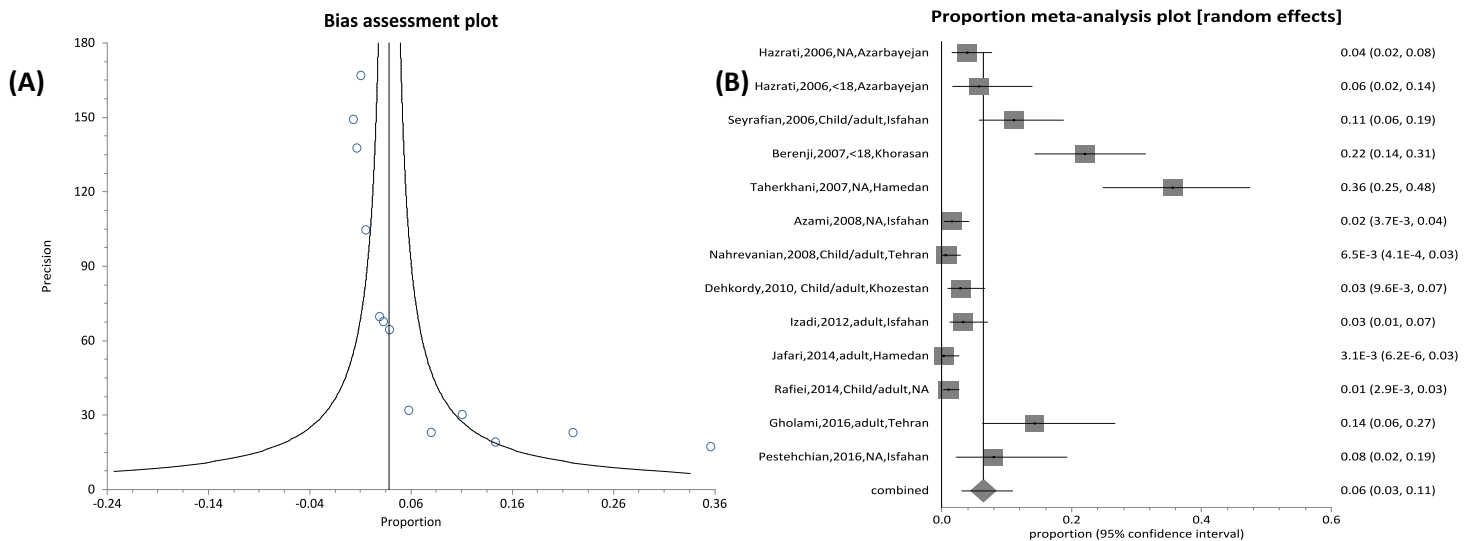 (A)
Bias assessment plot
180
150
120
90
60
30
0
Precision
-0.24 -0.14 -0.04 0.06 0.16 0.26 0.36
Proportion
(B)
Proportion meta-analysis plot [random effects]
Hazrati,2006,NA,Azarbayejan 0.04 (0.02, 0.08)
Hazrati,2006,<18,Azarbayejan 0.06 (0.02, 0.14)
Seyrafian,2006,Child/adult,Isfahan 0.11 (0.06, 0.19)
Berenji,2007,<18,Khorasan 0.22 (0.14, 0.31)
Taherkhani,2007,NA,Hamedan 0.36 (0.25, 0.48)
Azami,2008,NA,Isfahan 0.02 (3.7E-3, 0.04)
Nahrevanian,2008,Child/adult,Tehran 6.5E-3 (4.1E-4, 0.03)
Dehkordy,2010, Child/adult,Khozestan 0.03 (9.6E-3, 0.07)
Izadi,2012,adult,Isfahan 0.03 (0.01, 0.07)
Jafari,2014,adult,Hamedan 3.1E-3 (6.2E-6, 0.03)
Rafiei,2014,Child/adult,NA 0.01 (2.9E-3, 0.03)
Gholami,2016,adult,Tehran 0.14 (0.06, 0.27)
Pestehchian,2016,NA,Isfahan 0.08 (0.02, 0.19)
combined 0.06 (0.03, 0.11)
0.0 0.2 0.4 0.6
proportion (95% confidence interval)